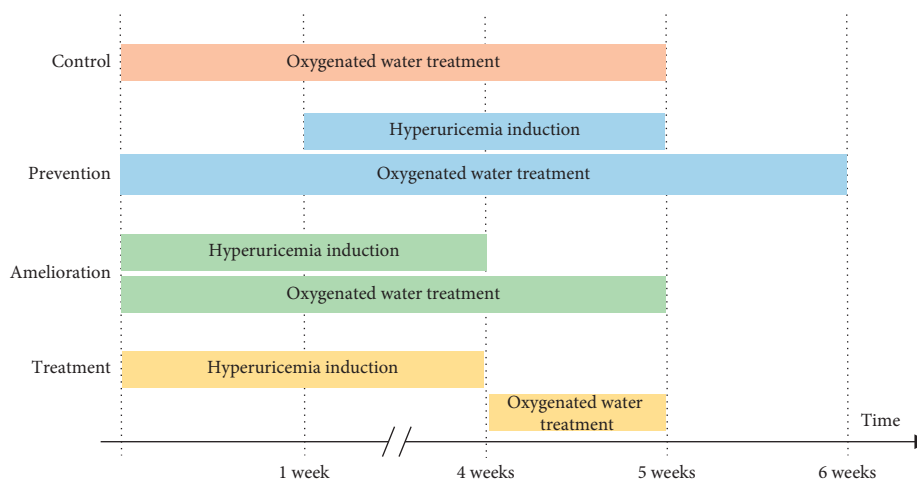 Control
Oxygenated water treatment
Hyperuricemia induction
Prevention
Oxygenated water treatment
Hyperuricemia induction
Amelioration
Oxygenated water treatment
Treatment
Hyperuricemia induction
Oxygenated water
treatment
Time
1 week
4 weeks
5 weeks
6 weeks